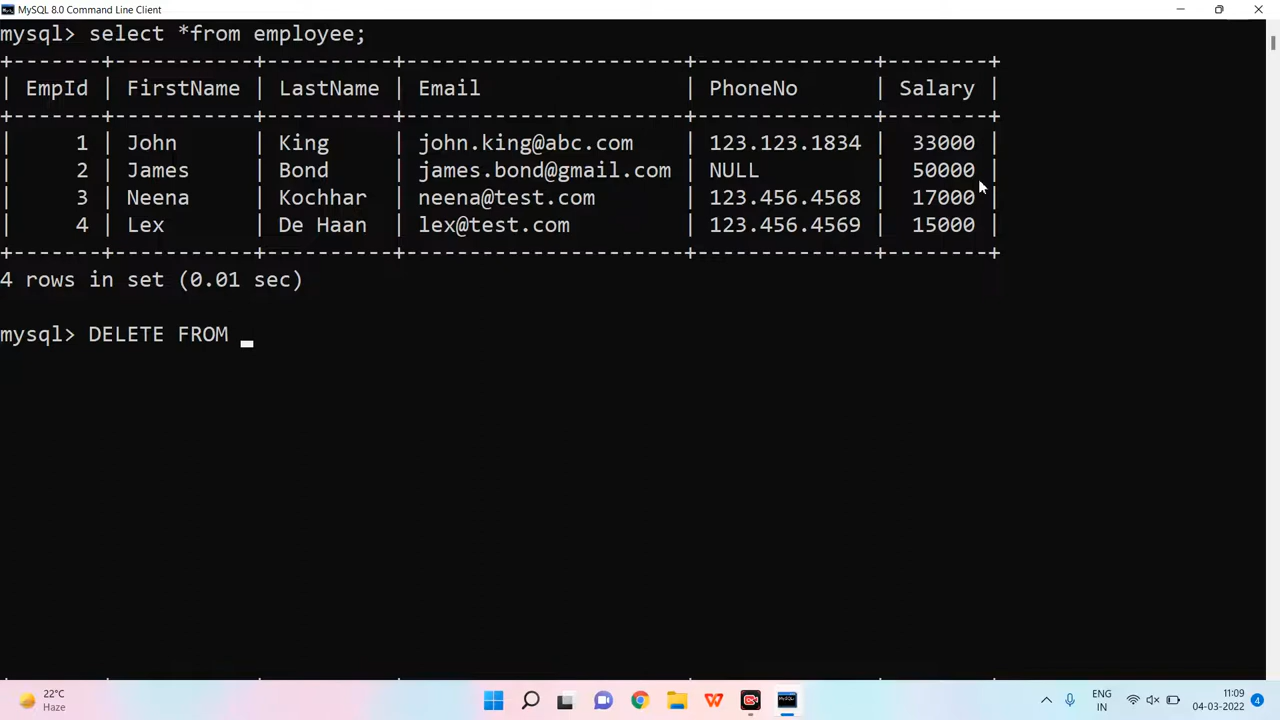 MySQL 8.0 Command Line Client
mysql> select *from employee;
+-------+-----------+----------+----------------------+--------------+--------+
| EmpId | FirstName | LastName | Email                | PhoneNo      | Salary |
+-------+-----------+----------+----------------------+--------------+--------+
|     1 | John      | King     | john.king@abc.com    | 123.123.1834 |  33000 |
|     2 | James     | Bond     | james.bond@gmail.com | NULL         |  50000 |
|     3 | Neena     | Kochhar  | neena@test.com       | 123.456.4568 |  17000 |
|     4 | Lex       | De Haan  | lex@test.com         | 123.456.4569 |  15000 |
+-------+-----------+----------+----------------------+--------------+--------+
4 rows in set (0.01 sec)
mysql> DELETE FROM _
22°C
Haze
ENG
IN
11:09
04-03-2022
4